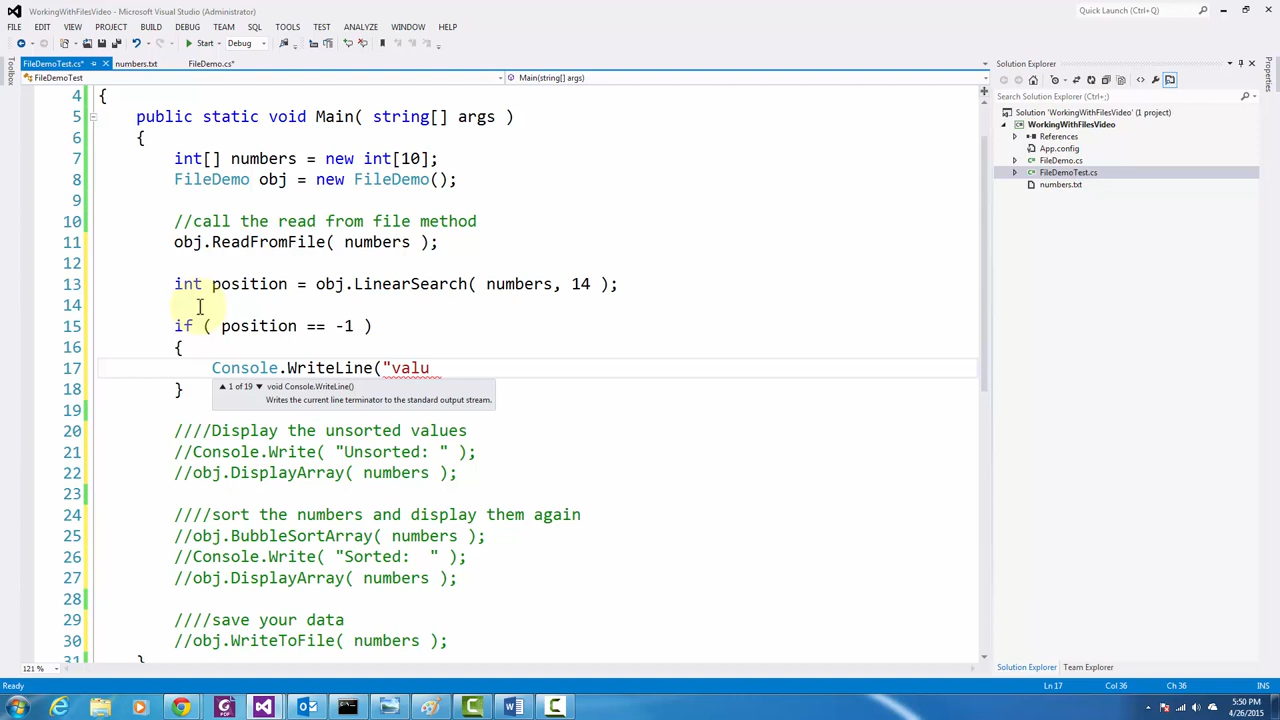 WorkingWithFilesVideo - Microsoft Visual Studio (Administrator)
Quick Launch (Ctrl+Q)
FILE EDIT VIEW PROJECT BUILD DEBUG TEAM SQL TOOLS TEST ANALYZE WINDOW HELP
Start Debug
Toolbox
FileDemoTest.cs* numbers.txt FileDemo.cs*
FileDemoTest Main(string[] args)
4 {
5 public static void Main( string[] args )
6 {
7 int[] numbers = new int[10];
8 FileDemo obj = new FileDemo();
9
10 //call the read from file method
11 obj.ReadFromFile( numbers );
12
13 int position = obj.LinearSearch( numbers, 14 );
14
15 if ( position == -1 )
16 {
17 Console.WriteLine("valu
1 of 19 void Console.WriteLine()
Writes the current line terminator to the standard output stream.
18 }
19
20 ////Display the unsorted values
21 //Console.Write( "Unsorted: " );
22 //obj.DisplayArray( numbers );
23
24 ////sort the numbers and display them again
25 //obj.BubbleSortArray( numbers );
26 //Console.Write( "Sorted:  " );
27 //obj.DisplayArray( numbers );
28
29 ////save your data
30 //obj.WriteToFile( numbers );
31 }
121 %
Solution Explorer
Search Solution Explorer (Ctrl+;)
Solution 'WorkingWithFilesVideo' (1 project)
WorkingWithFilesVideo
References
App.config
FileDemo.cs
FileDemoTest.cs
numbers.txt
Properties
Solution Explorer Team Explorer
Ready Ln 17 Col 36 Ch 36 INS
5:50 PM
4/26/2015